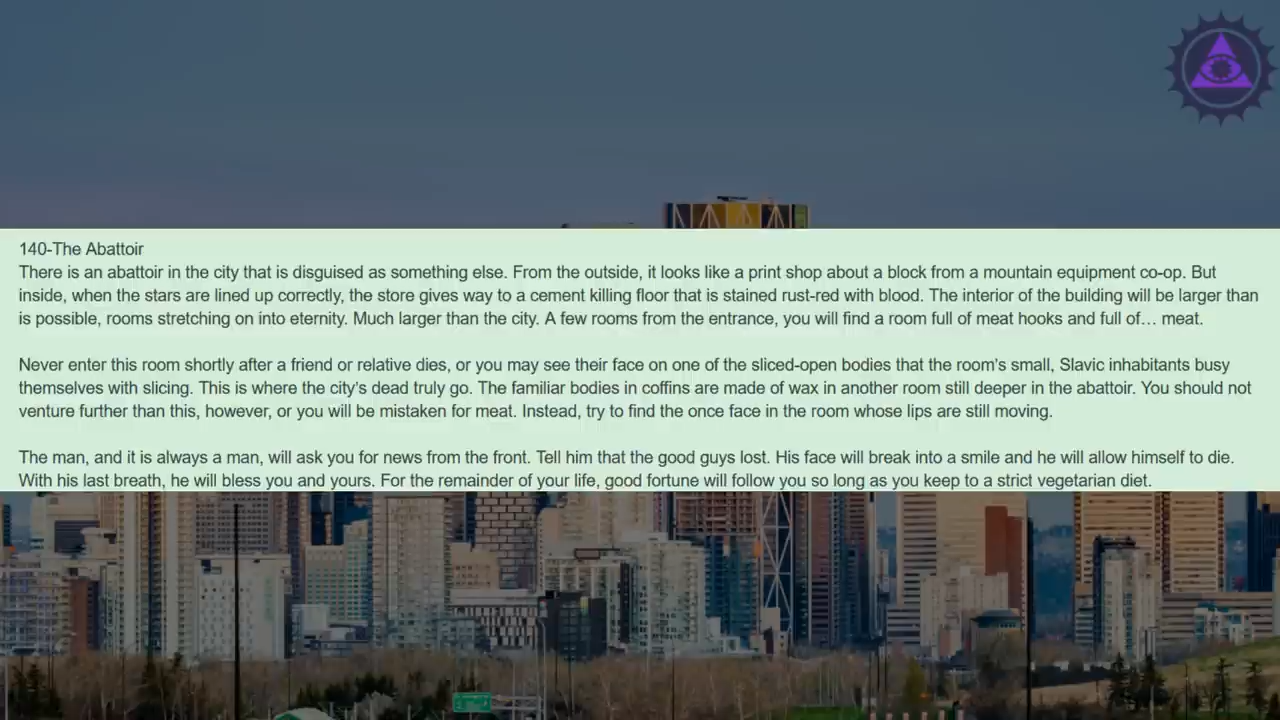 140-The Abattoir
There is an abattoir in the city that is disguised as something else. From the outside, it looks like a print shop about a block from a mountain equipment co-op. But
inside, when the stars are lined up correctly, the store gives way to a cement killing floor that is stained rust-red with blood. The interior of the building will be larger than
is possible, rooms stretching on into eternity. Much larger than the city. A few rooms from the entrance, you will find a room full of meat hooks and full of… meat.
Never enter this room shortly after a friend or relative dies, or you may see their face on one of the sliced-open bodies that the room's small, Slavic inhabitants busy
themselves with slicing. This is where the city's dead truly go. The familiar bodies in coffins are made of wax in another room still deeper in the abattoir. You should not
venture further than this, however, or you will be mistaken for meat. Instead, try to find the once face in the room whose lips are still moving.
The man, and it is always a man, will ask you for news from the front. Tell him that the good guys lost. His face will break into a smile and he will allow himself to die.
With his last breath, he will bless you and yours. For the remainder of your life, good fortune will follow you so long as you keep to a strict vegetarian diet.